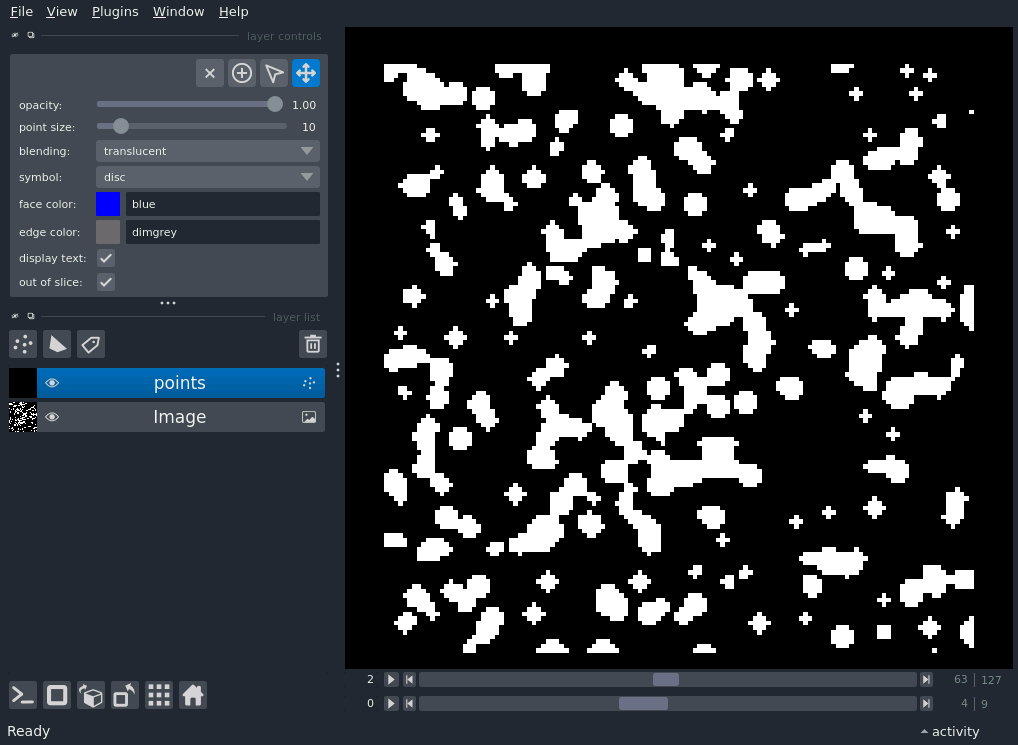 File View Plugins Window Help
layer controls
opacity: 1.00
point size: 10
blending: translucent
symbol: disc
face color: blue
edge color: dimgrey
display text:
out of slice:
layer list
points
Image
2 63 127
0 4 9
Ready activity